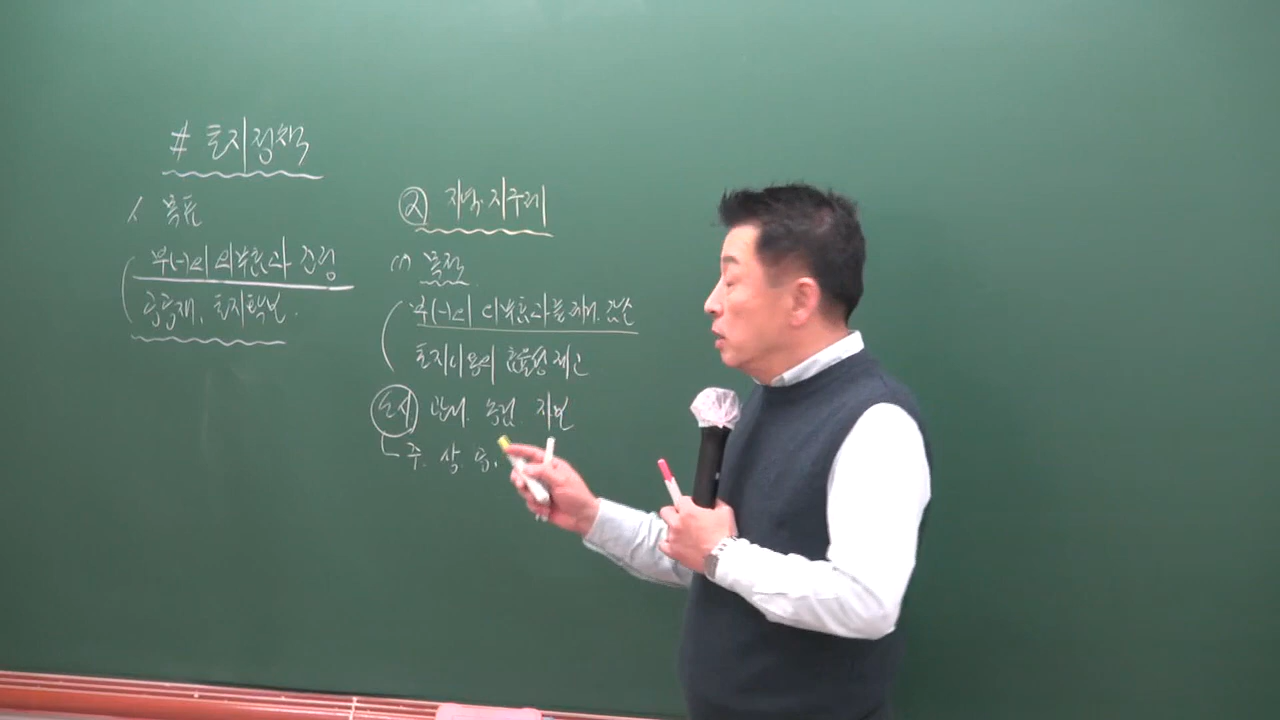 # 토지정책
1. 목표
부(-)의 외부효과 조정
공공재, 토지확보.
② 지역·지구제
(1) 목적
부(-)의 외부효과를 제거, 감소
토지이용의 효율성 제고
도시 관리 농림 자보
주. 상. 공.